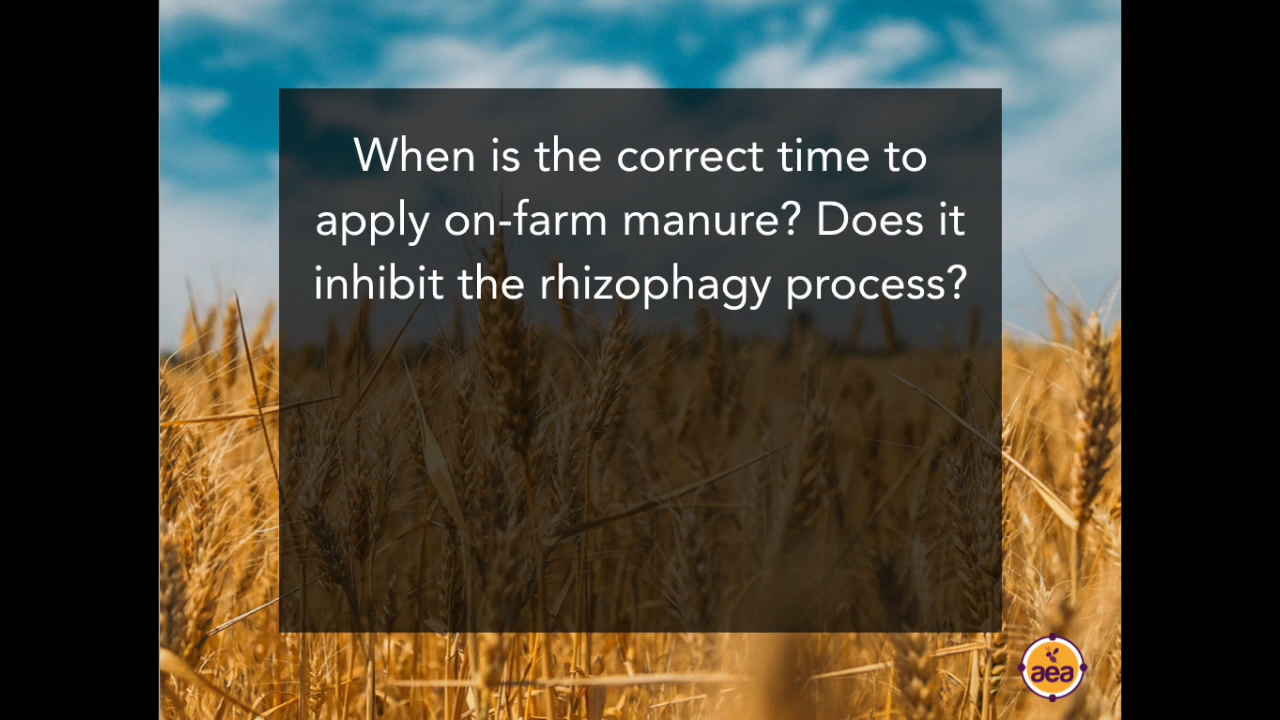 When is the correct time to
apply on-farm manure? Does it
inhibit the rhizophagy process?
aea